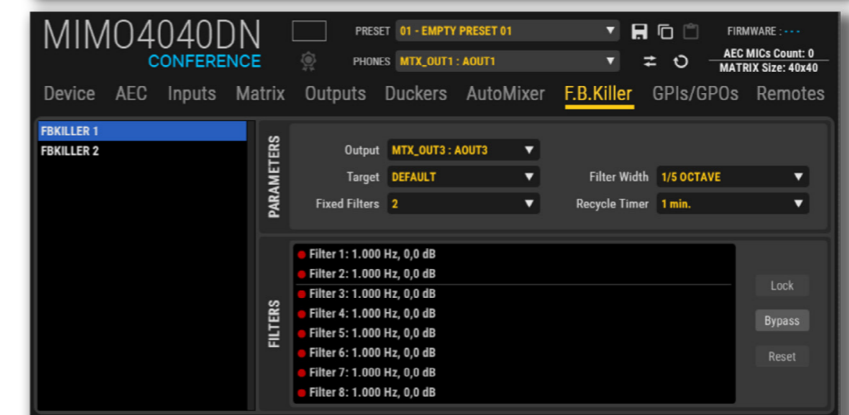 MIMO4040DN
CONFERENCE
PRESET 01 - EMPTY PRESET 01
PHONES MTX_OUT1 : AOUT1
FIRMWARE : ---
AEC MICs Count: 0
MATRIX Size: 40x40
Device AEC Inputs Matrix Outputs Duckers AutoMixer F.B.Killer GPIs/GPOs Remotes
FBKILLER 1
FBKILLER 2
PARAMETERS
Output MTX_OUT3 : AOUT3
Target DEFAULT Filter Width 1/5 OCTAVE
Fixed Filters 2 Recycle Timer 1 min.
FILTERS
Filter 1: 1.000 Hz, 0,0 dB
Filter 2: 1.000 Hz, 0,0 dB
Filter 3: 1.000 Hz, 0,0 dB
Filter 4: 1.000 Hz, 0,0 dB
Filter 5: 1.000 Hz, 0,0 dB
Filter 6: 1.000 Hz, 0,0 dB
Filter 7: 1.000 Hz, 0,0 dB
Filter 8: 1.000 Hz, 0,0 dB
Lock
Bypass
Reset